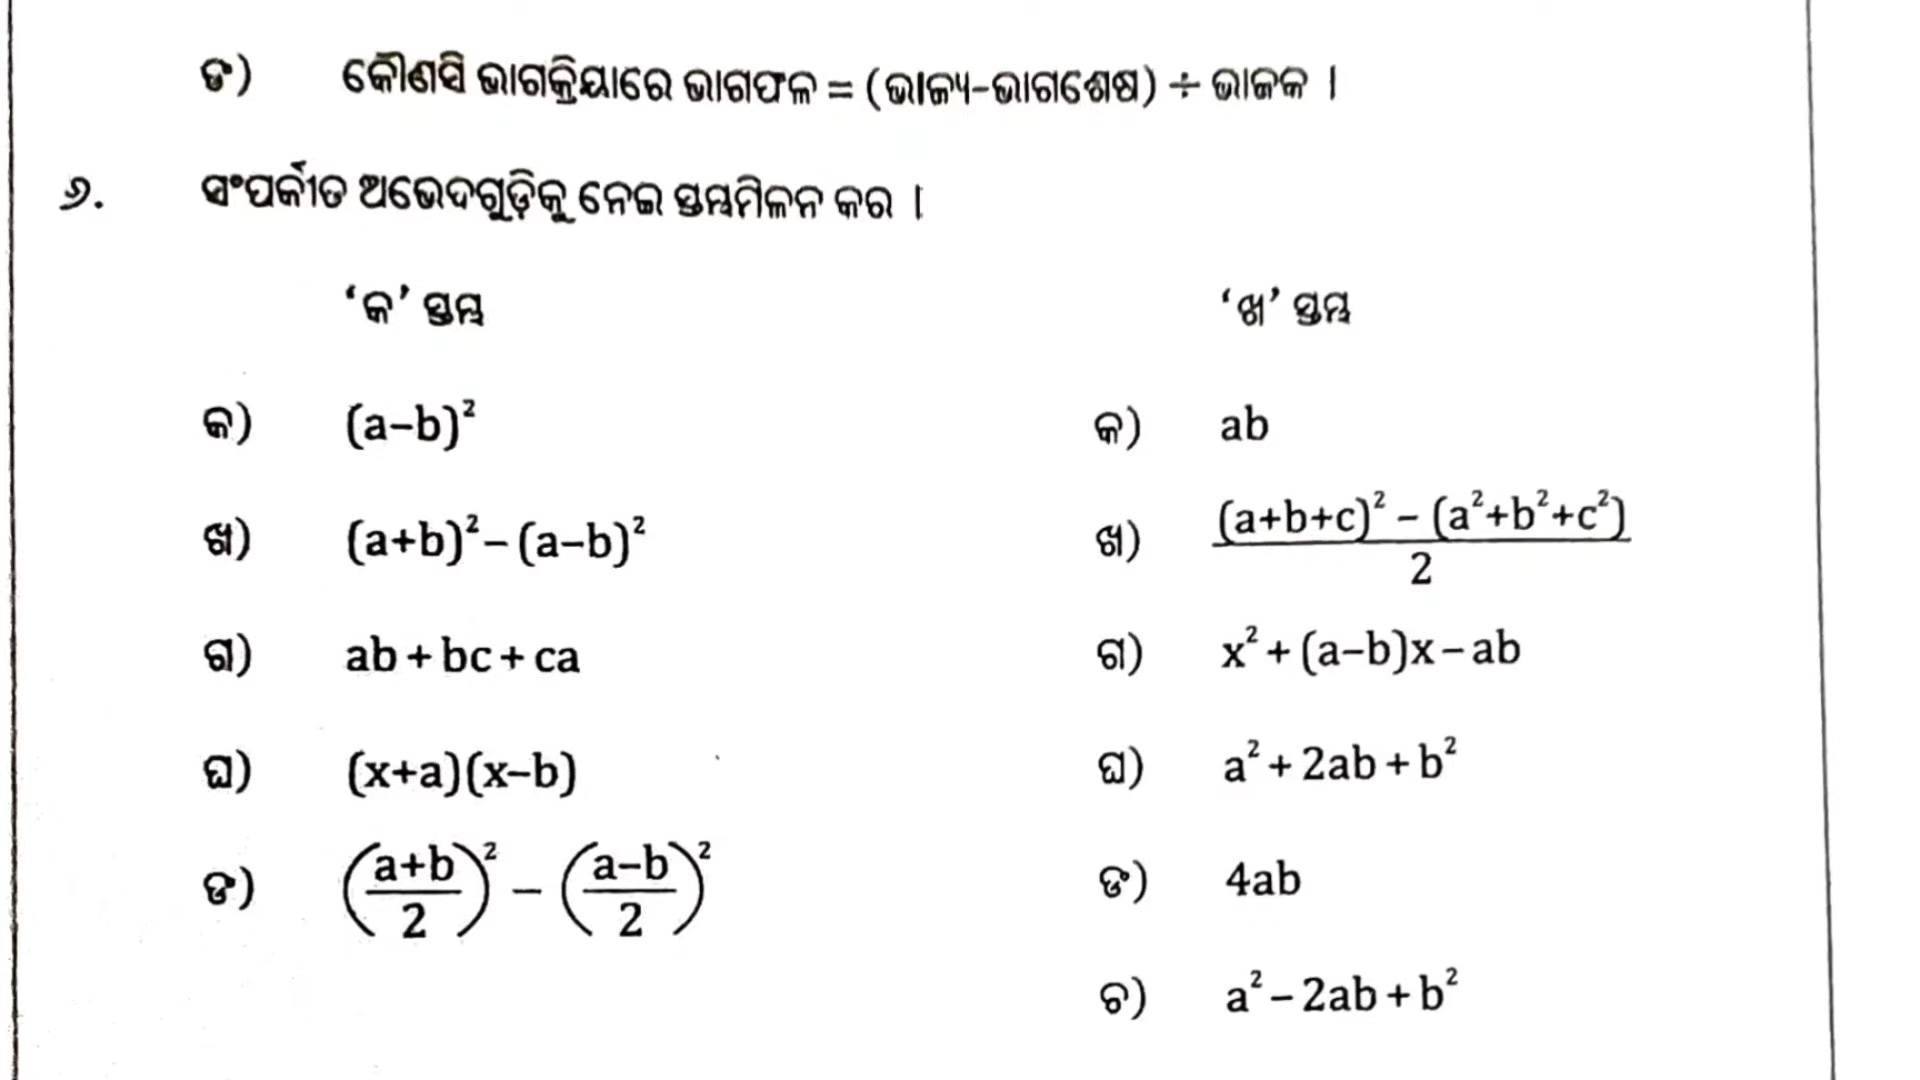 ଙ) କୌଣସି ଭାଗକ୍ରିୟାରେ ଭାଗଫଳ = (ଭାଜ୍ୟ-ଭାଗଶେଷ) ÷ ଭାଜକ ।
୬. ସଂପର୍କୀତ ଅଭେଦଗୁଡ଼ିକୁ ନେଇ ସ୍ତମ୍ଭମିଳନ କର ।
‘କ’ ସ୍ତମ୍ଭ ‘ଖ’ ସ୍ତମ୍ଭ
କ) (a–b)² କ) ab
ଖ) (a+b)² – (a–b)² ଖ) ((a+b+c)² – (a²+b²+c²))/2
ଗ) ab + bc + ca ଗ) x² + (a–b)x – ab
ଘ) (x+a)(x–b) ଘ) a² + 2ab + b²
ଙ) ((a+b)/2)² – ((a–b)/2)² ଙ) 4ab
ଚ) a² – 2ab + b²